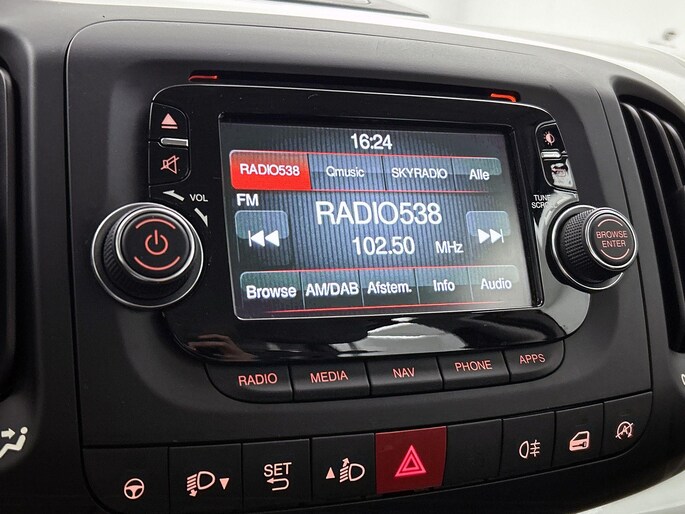 16:24
RADIO538 Qmusic SKYRADIO Alle
VOL
FM
RADIO538
TUNE
SCROLL
BROWSE
ENTER
102.50 MHz
Browse AM/DAB Afstem. Info Audio
RADIO MEDIA NAV PHONE APPS
SET